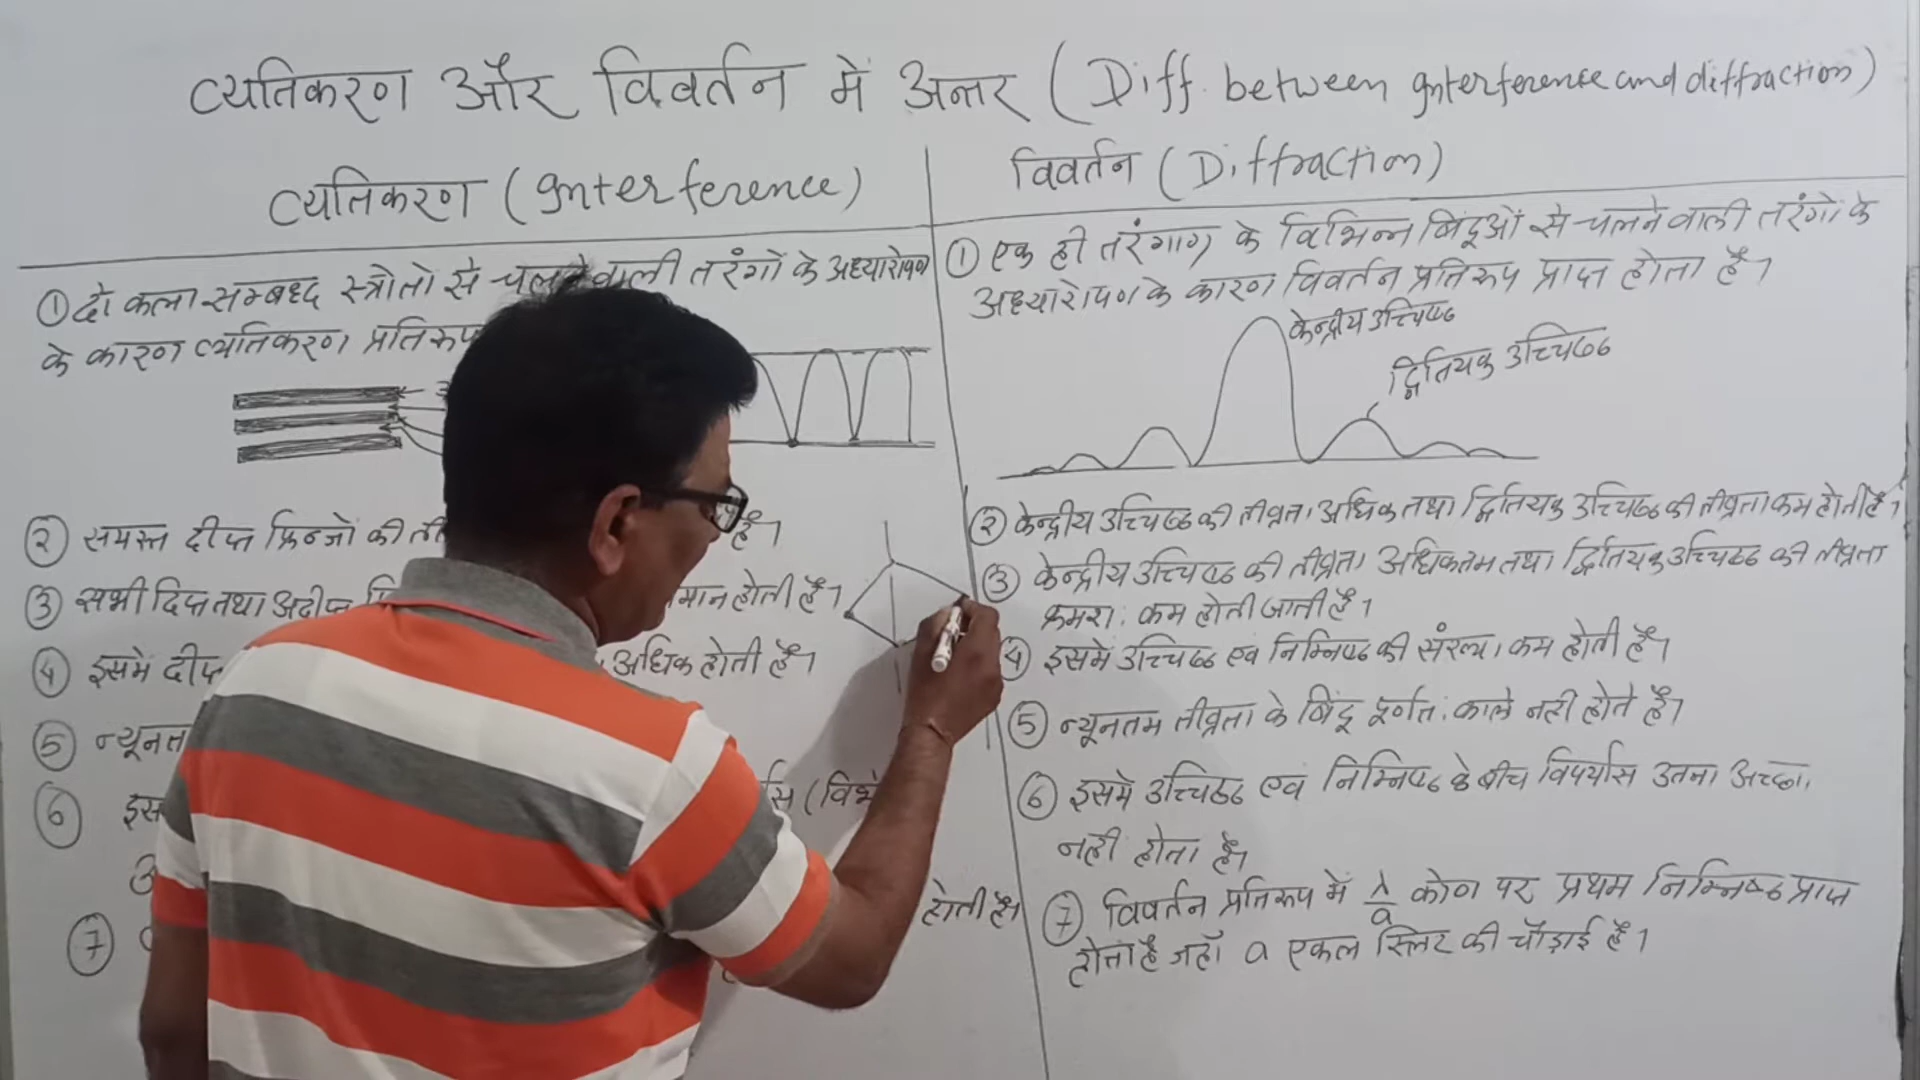 व्यतिकरण और विवर्तन में अन्तर (Diff. between Interference and diffraction)
व्यतिकरण (Interference)
① दो कला सम्बध्द स्त्रोतो से चलने वाली तरंगों के अध्यारोपण
के कारण व्यतिकरण प्रतिरूप
② समस्त दीप्त फ्रिन्जों की है।
③ सभी दिप्त तथा अदीप्त होती है।
④ इसमें दीप्त अधिक होती है।
⑤
⑥
होती है।
⑦
विवर्तन (Diffraction)
① एक ही तरंगाग्र के विभिन्न बिंदुओं से चलने वाली तरंगो के
अध्यारोपण के कारण विवर्तन प्रतिरूप प्राप्त होता है।
केन्द्रीय उच्चिष्ठ
द्वितियक उच्चिष्ठ
② केन्द्रीय उच्चिष्ठ की तीव्रता अधिक तथा द्वितियक उच्चिष्ठ की तीव्रता कम होती है।
③ केन्द्रीय उच्चिष्ठ की तीव्रता अधिकतम तथा द्वितियक उच्चिष्ठ की तीव्रता
क्रमश: कम होती जाती है।
④ इसमें उच्चिष्ठ एवं निम्निष्ठ की संख्या कम होती है।
⑤ न्यूनतम तीव्रता के बिंदु पूर्णत: काले नही होते है।
⑥ इसमें उच्चिष्ठ एवं निम्निष्ठ के बीच विपर्यास उतना अच्छा
नही होता है।
⑦ विवर्तन प्रतिरूप में λ/a कोण पर प्रथम निम्निष्ठ प्राप्त
होता है जहाँ a एकल स्लिट की चौड़ाई है।